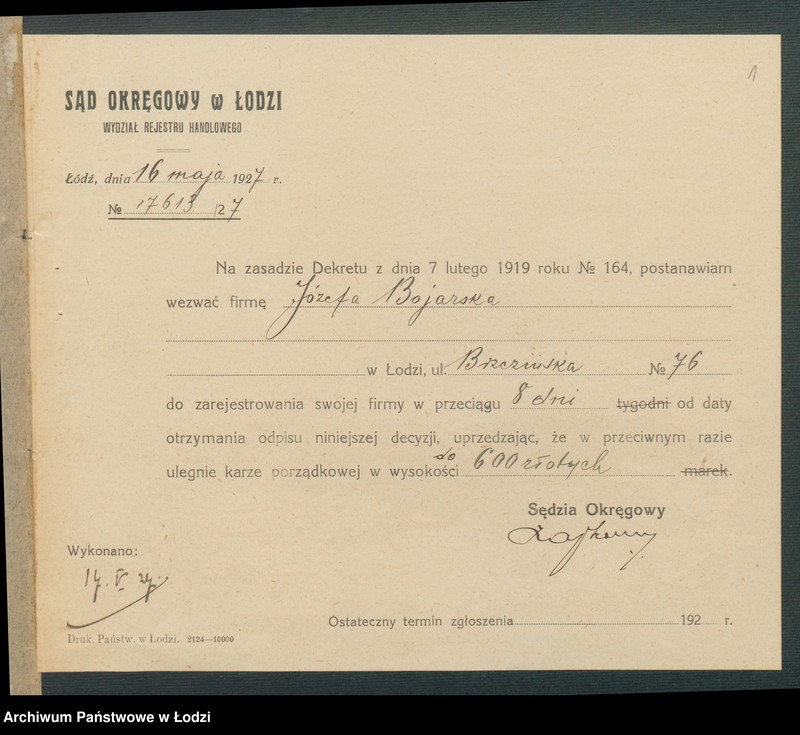 1
SĄD OKRĘGOWY w ŁODZI
WYDZIAŁ REJESTRU HANDLOWEGO
Łódź, dnia 16 maja 1927 r.
№ 17613/27
Na zasadzie Dekretu z dnia 7 lutego 1919 roku № 164, postanawiam
wezwać firmę Józefa Bojarska
w Łodzi, ul. Brzezińska № 76
do zarejestrowania swojej firmy w przeciągu 8 dni tygodni od daty
otrzymania odpisu niniejszej decyzji, uprzedzając, że w przeciwnym razie
ulegnie karze porządkowej w wysokości do 600 złotych marek.
Sędzia Okręgowy
Wykonano:
17. V 27.
Ostateczny termin zgłoszenia 192 r.
Druk. Państw. w Łodzi. 2124—10000
Archiwum Państwowe w Łodzi